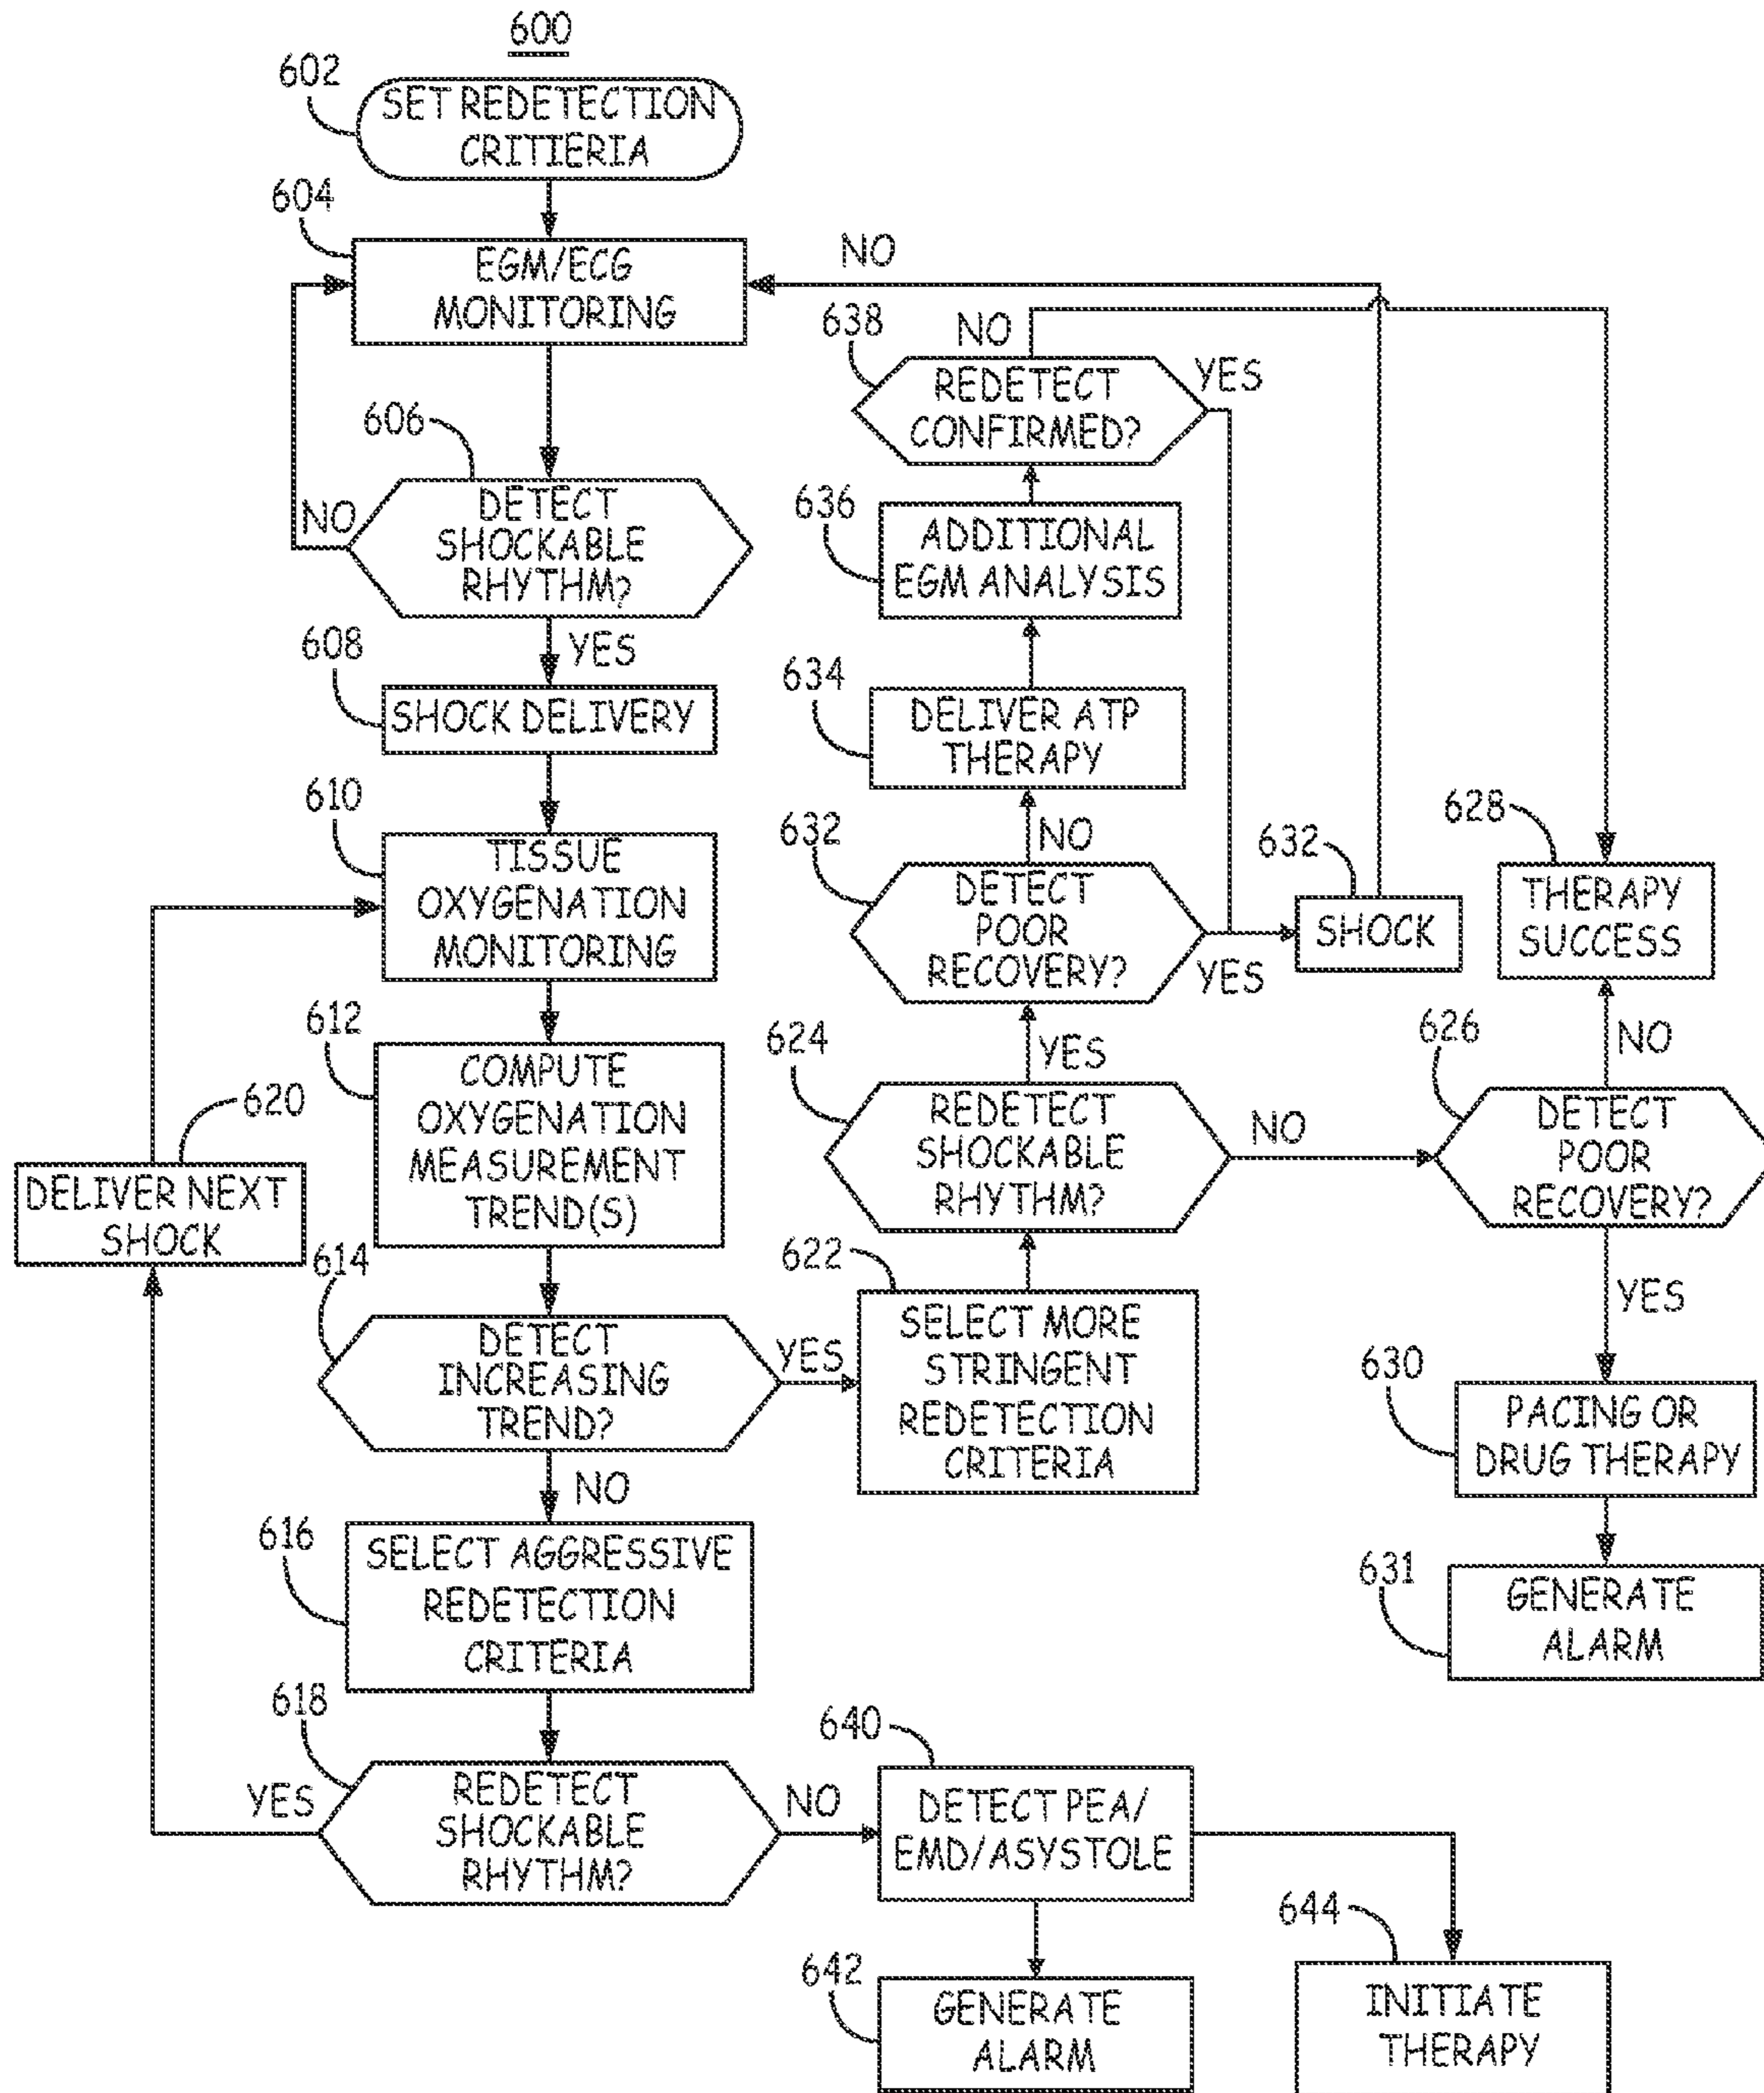 600
602
SET REDETECTION
CRITIERIA
604
EGM/ECG
MONITORING
NO
606
DETECT
SHOCKABLE
RHYTHM?
NO
YES
608
SHOCK DELIVERY
610
TISSUE
OXYGENATION
MONITORING
612
COMPUTE
OXYGENATION
MEASUREMENT
TREND(S)
620
DELIVER NEXT
SHOCK
614
DETECT
INCREASING
TREND?
YES
NO
616
SELECT AGGRESSIVE
REDETECTION
CRITERIA
618
REDETECT
SHOCKABLE
RHYTHM?
YES
NO
640
DETECT PEA/
EMD/ASYSTOLE
642
GENERATE
ALARM
644
INITIATE
THERAPY
622
SELECT MORE
STRINGENT
REDETECTION
CRITERIA
624
REDETECT
SHOCKABLE
RHYTHM?
YES
NO
632
DETECT
POOR
RECOVERY?
NO
YES
634
DELIVER ATP
THERAPY
636
ADDITIONAL
EGM ANALYSIS
638
REDETECT
CONFIRMED?
NO
YES
632
SHOCK
628
THERAPY
SUCCESS
NO
626
DETECT
POOR
RECOVERY?
YES
630
PACING OR
DRUG THERAPY
631
GENERATE
ALARM